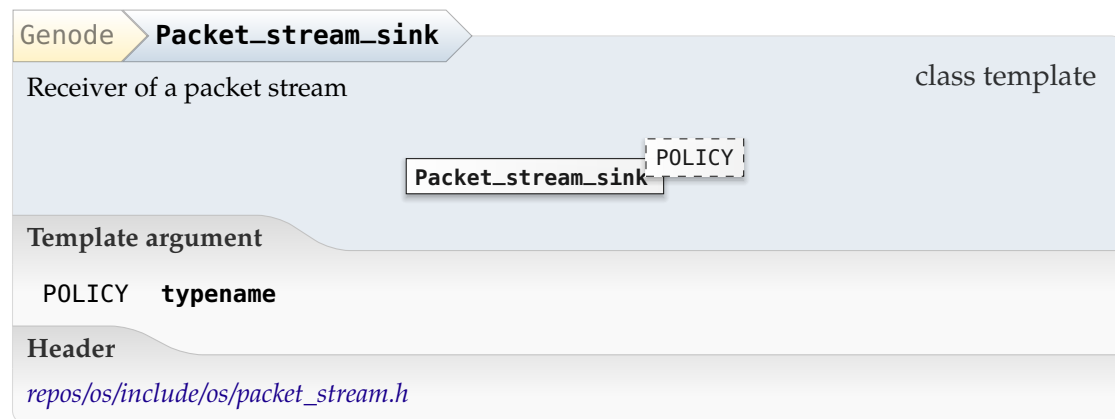 Genode Packet_stream_sink
Receiver of a packet stream
class template
POLICY
Packet_stream_sink
Template argument
POLICY typename
Header
repos/os/include/os/packet_stream.h